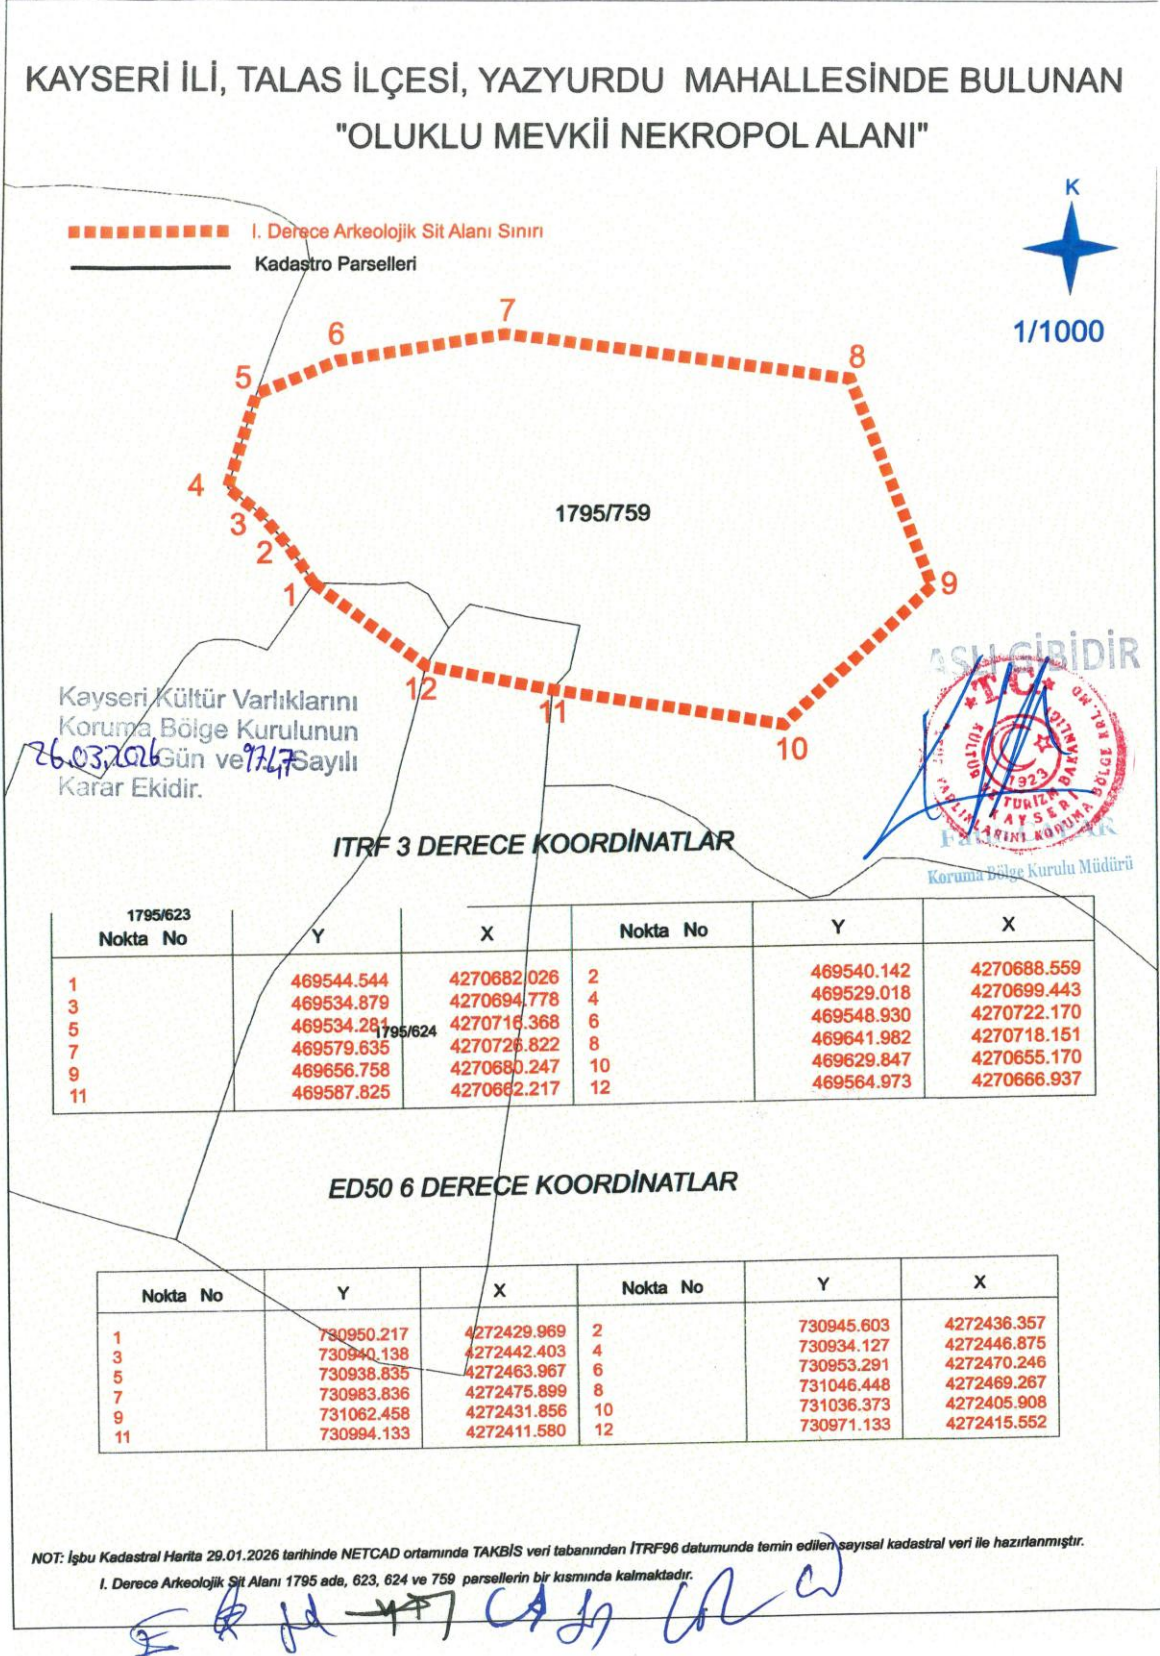 KAYSERİ İLİ, TALAS İLÇESİ, YAZYURDU MAHALLESİNDE BULUNAN
"OLUKLU MEVKİİ NEKROPOL ALANI"
K
1/1000
I. Derece Arkeolojik Sit Alanı Sınırı
Kadastro Parselleri
7
6
8
5
4
1795/759
3
2
1
9
12
11
10
ASLI GİBİDİR
Kayseri Kültür Varlıklarını
Koruma Bölge Kurulunun
26.03.2026 Gün ve 9747 Sayılı
Karar Ekidir.
T.C.
1923
Koruma Bölge Kurulu Müdürü
ITRF 3 DERECE KOORDİNATLAR
1795/623
Nokta No Y X Nokta No Y X
1 469544.544 4270682.026 2 469540.142 4270688.559
3 469534.879 4270694.778 4 469529.018 4270699.443
5 469534.281 4270716.368 6 469548.930 4270722.170
1795/624
7 469579.635 4270726.822 8 469641.982 4270718.151
9 469656.758 4270680.247 10 469629.847 4270655.170
11 469587.825 4270662.217 12 469564.973 4270666.937
ED50 6 DERECE KOORDİNATLAR
Nokta No Y X Nokta No Y X
1 730950.217 4272429.969 2 730945.603 4272436.357
3 730940.138 4272442.403 4 730934.127 4272446.875
5 730938.835 4272463.967 6 730953.291 4272470.246
7 730983.836 4272475.899 8 731046.448 4272469.267
9 731062.458 4272431.856 10 731036.373 4272405.908
11 730994.133 4272411.580 12 730971.133 4272415.552
NOT: İşbu Kadastral Harita 29.01.2026 tarihinde NETCAD ortamında TAKBİS veri tabanından İTRF96 datumunda temin edilen sayısal kadastral veri ile hazırlanmıştır.
I. Derece Arkeolojik Sit Alanı 1795 ada, 623, 624 ve 759 parsellerin bir kısmında kalmaktadır.